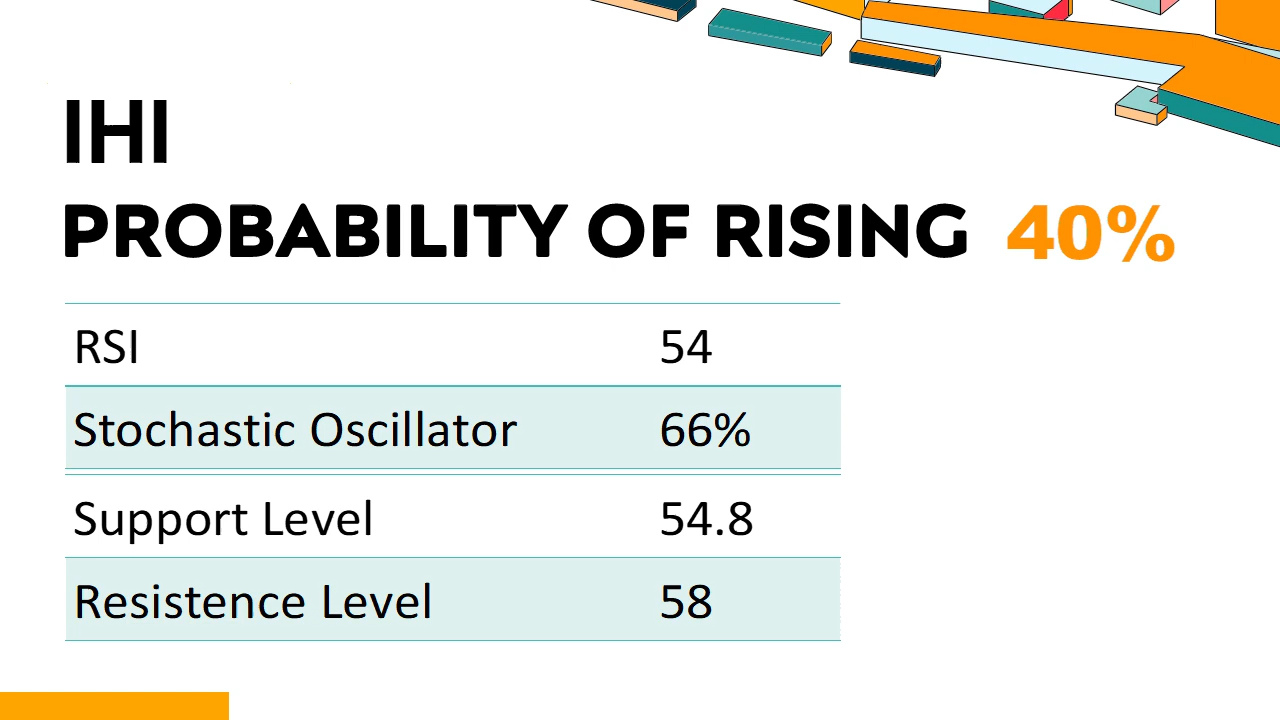 IHI
PROBABILITY OF RISING 40%
RSI 54
Stochastic Oscillator 66%
Support Level 54.8
Resistence Level 58